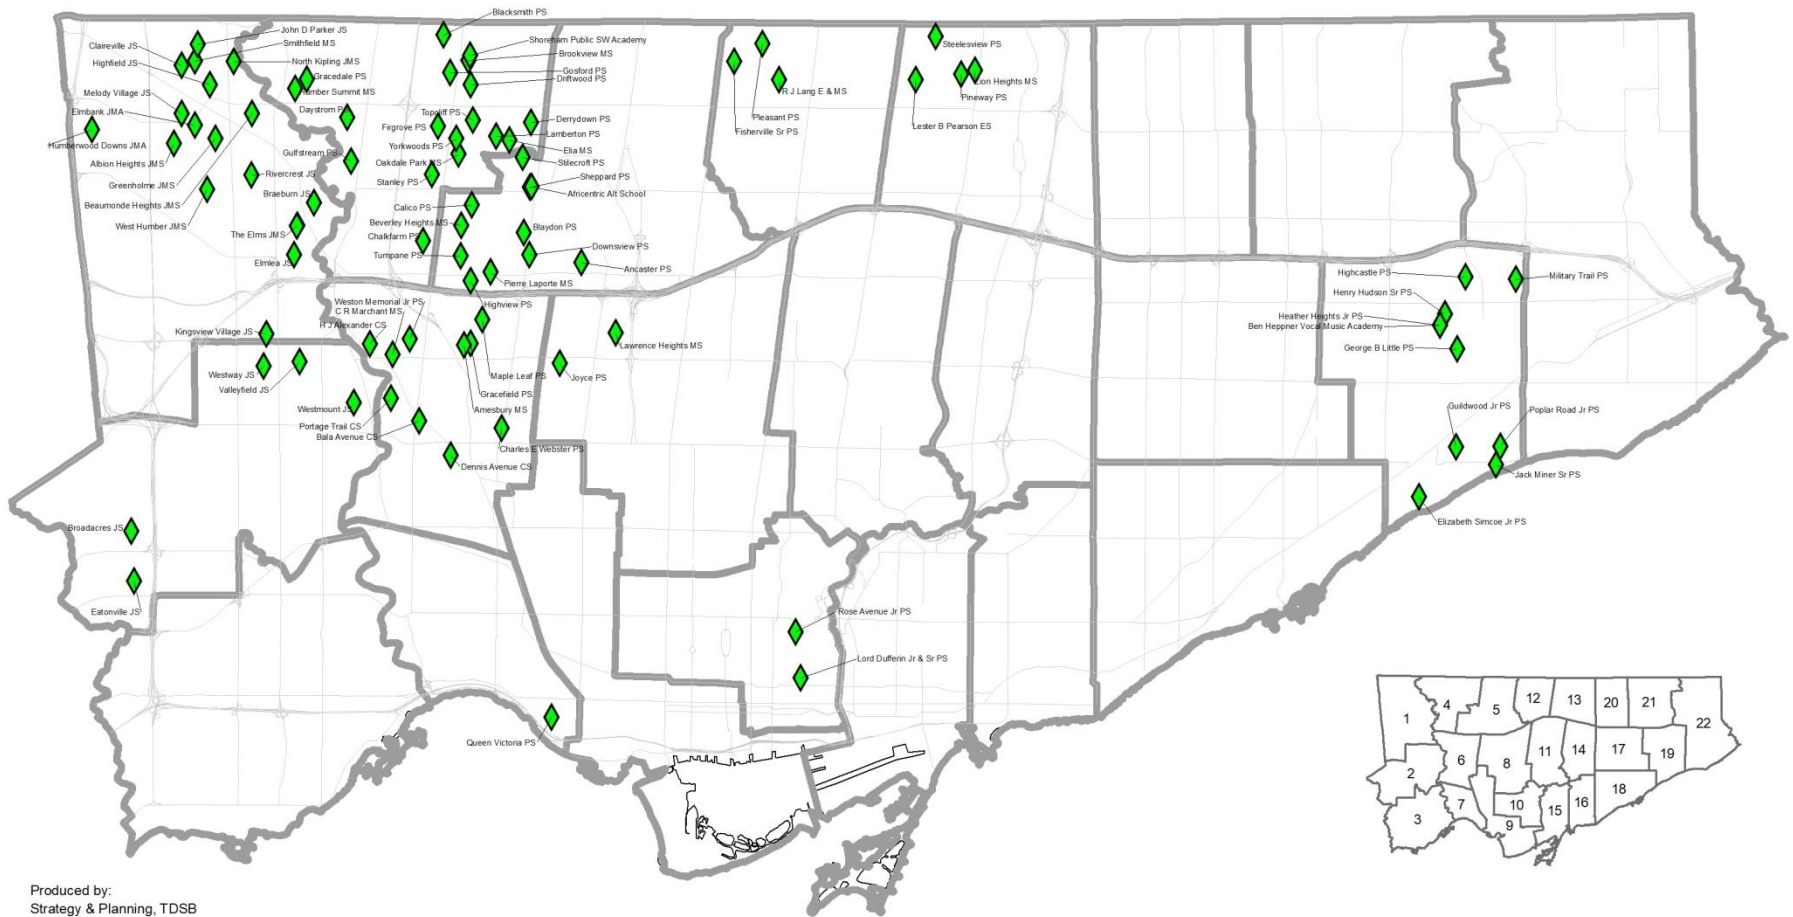 Blacksmith PS
John D Parker JS
Smithfield MS
Claireville JS
North Kipling JMS
Highfield JS
Gracedale PS
Humber Summit MS
Melody Village JS
Elmbank JMA
Daystrom PS
Humberwood Downs JMA
Albion Heights JMS
Gulfstream PS
Greenholme JMS
Rivercrest JS
Beaumonde Heights JMS
Braeburn JS
West Humber JMS
The Elms JMS
Elmlea JS
Shoreham Public SW Academy
Brookview MS
Gosford PS
Driftwood PS
Topcliff PS
Firgrove PS
Derrydown PS
Lamberton PS
Yorkwoods PS
Elia MS
Oakdale Park MS
Stilecroft PS
Stanley PS
Sheppard PS
Africentric Alt School
Calico PS
Beverley Heights MS
Blaydon PS
Chalkfarm PS
Downsview PS
Tumpane PS
Ancaster PS
Pierre Laporte MS
Highview PS
Weston Memorial Jr PS
C R Marchant MS
H J Alexander CS
Kingsview Village JS
Lawrence Heights MS
Westway JS
Valleyfield JS
Maple Leaf PS
Joyce PS
Gracefield PS
Amesbury MS
Westmount JS
Portage Trail CS
Bala Avenue CS
Charles E Webster PS
Dennis Avenue CS
Broadacres JS
Eatonville JS
Queen Victoria PS
Rose Avenue Jr PS
Lord Dufferin Jr & Sr PS
R J Lang E & MS
Pleasant PS
Fisherville Sr PS
Steelesview PS
Zion Heights MS
Pineway PS
Lester B Pearson ES
Highcastle PS
Military Trail PS
Henry Hudson Sr PS
Heather Heights Jr PS
Ben Heppner Vocal Music Academy
George B Little PS
Guildwood Jr PS
Poplar Road Jr PS
Jack Miner Sr PS
Elizabeth Simcoe Jr PS
1
4
5
12
13
20
21
22
6
8
11
14
17
19
2
3
7
10
9
15
16
18
Produced by:
Strategy & Planning, TDSB